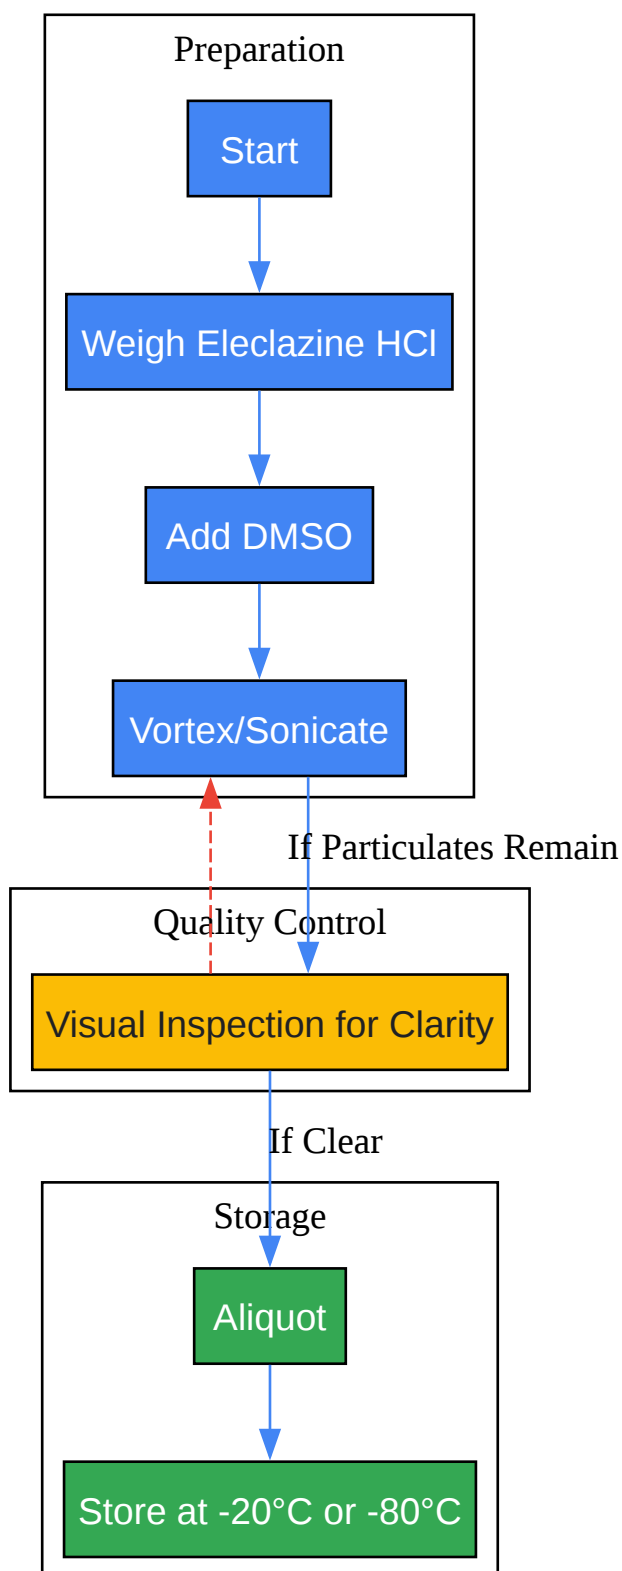 Preparation
Start
Weigh Eleclazine HCl
Add DMSO
Vortex/Sonicate
If Particulates Remain
Quality Control
Visual Inspection for Clarity
If Clear
Storage
Aliquot
Store at -20°C or -80°C